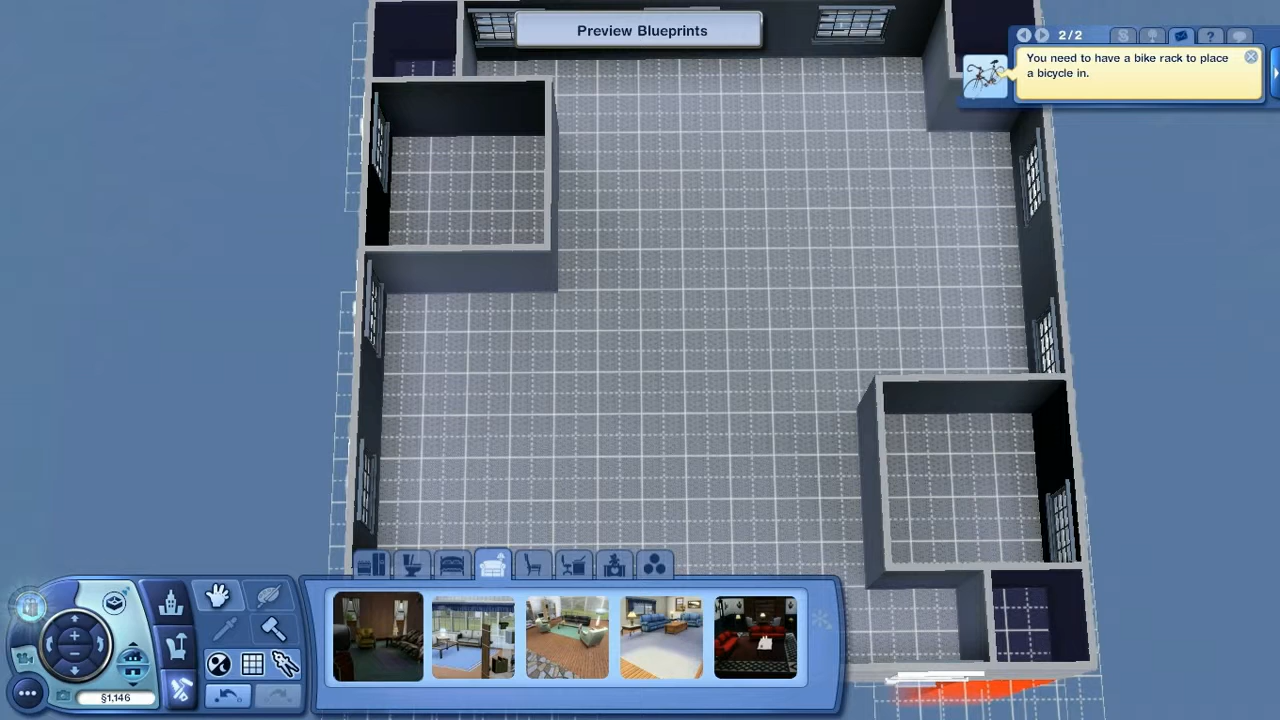 Preview Blueprints
2/2
You need to have a bike rack to place
a bicycle in.
?
§1,146